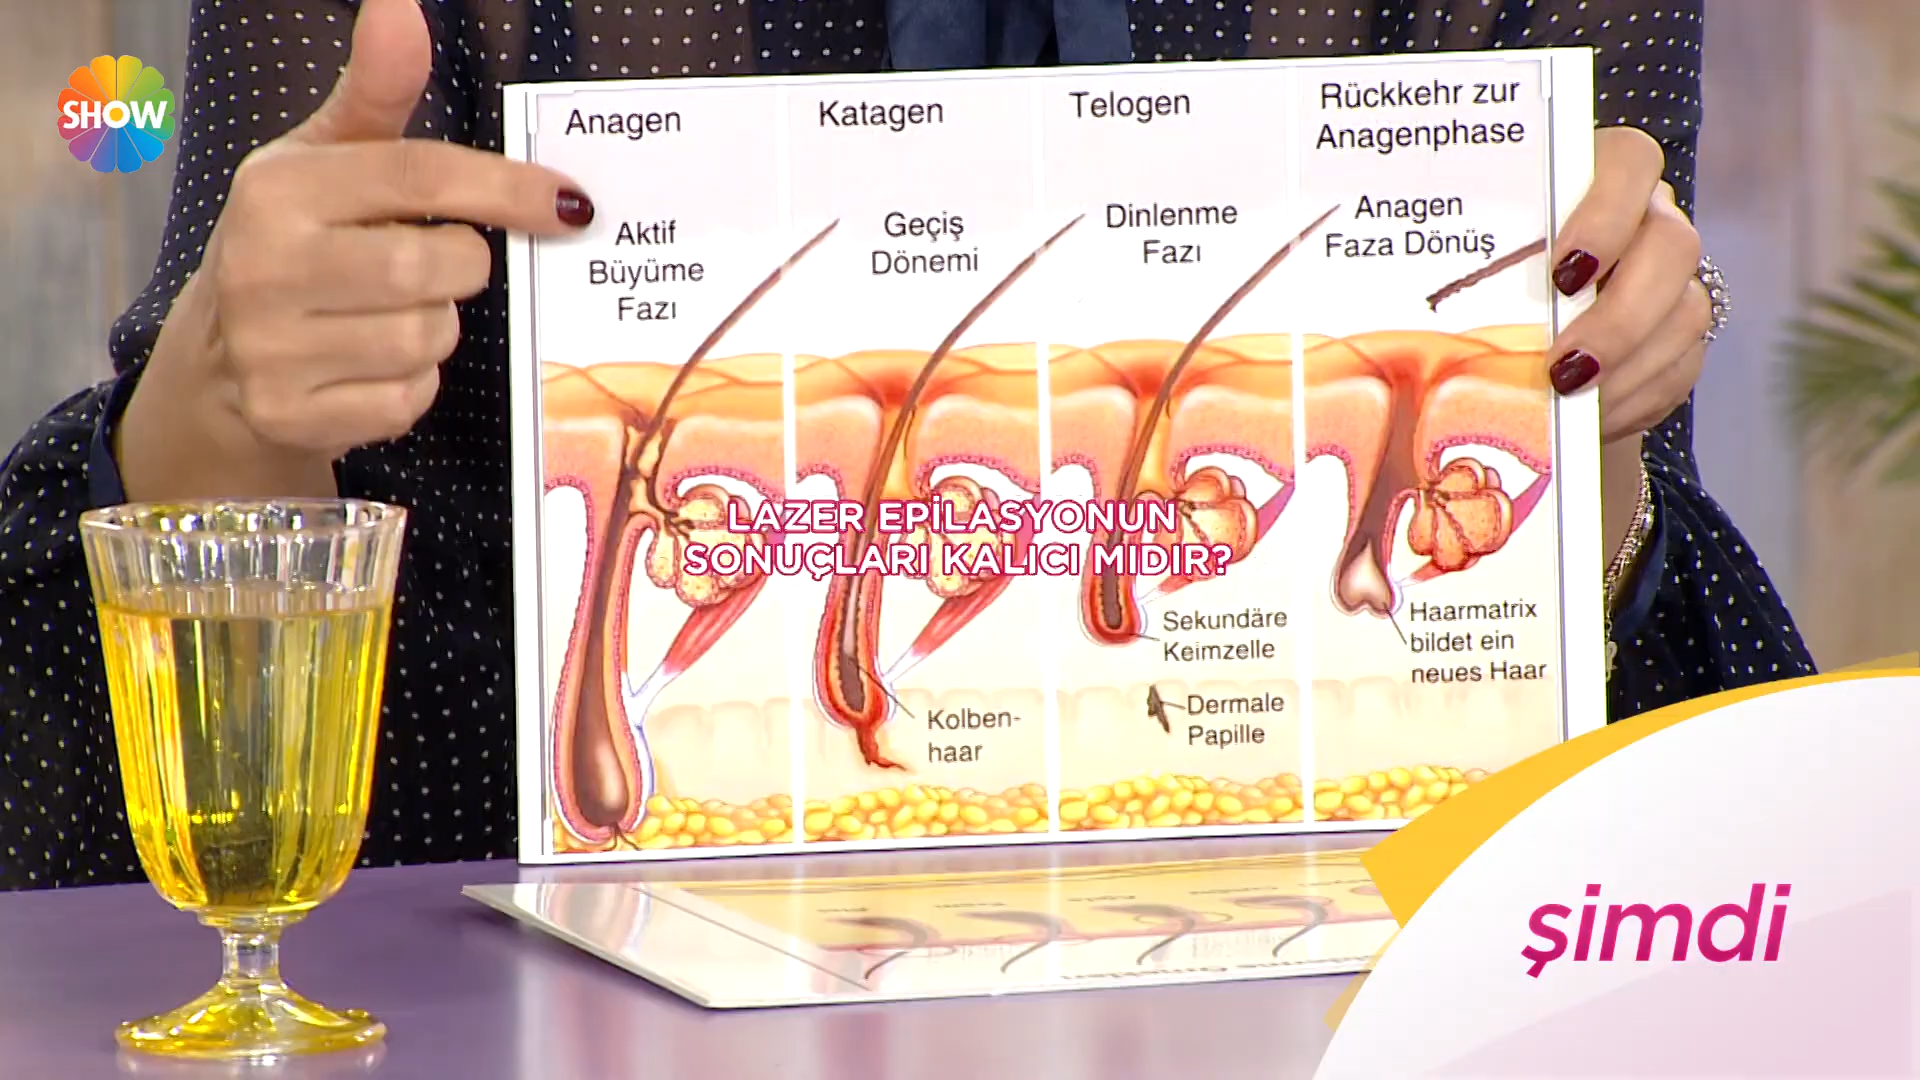 SHOW
Anagen
Katagen
Telogen
Rückkehr zur
Anagenphase
Aktif
Büyüme
Fazı
Geçiş
Dönemi
Dinlenme
Fazı
Anagen
Faza Dönüş
LAZER EPİLASYONUN
SONUÇLARI KALICI MIDIR?
Kolben-
haar
Sekundäre
Keimzelle
Dermale
Papille
Haarmatrix
bildet ein
neues Haar
şimdi